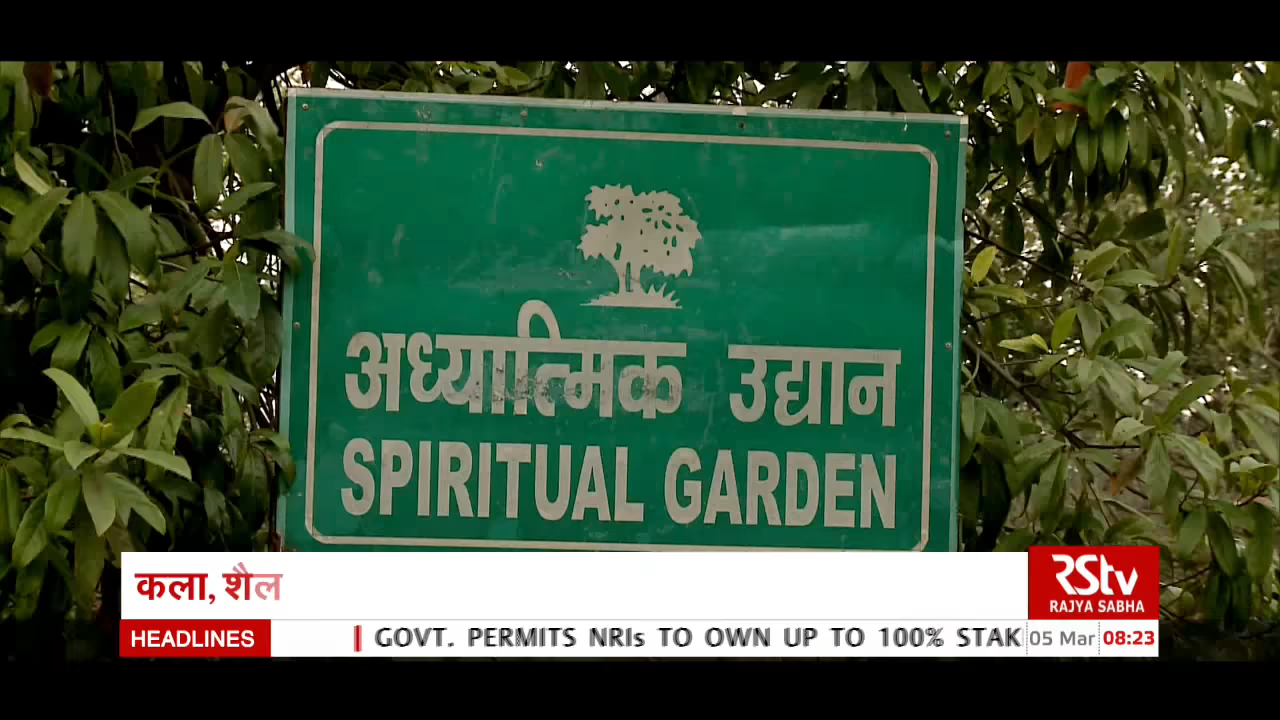 अध्यात्मिक उद्यान
SPIRITUAL GARDEN
कला, शैल
RSTV
RAJYA SABHA
HEADLINES
GOVT. PERMITS NRIs TO OWN UP TO 100% STAK
05 Mar
08:23